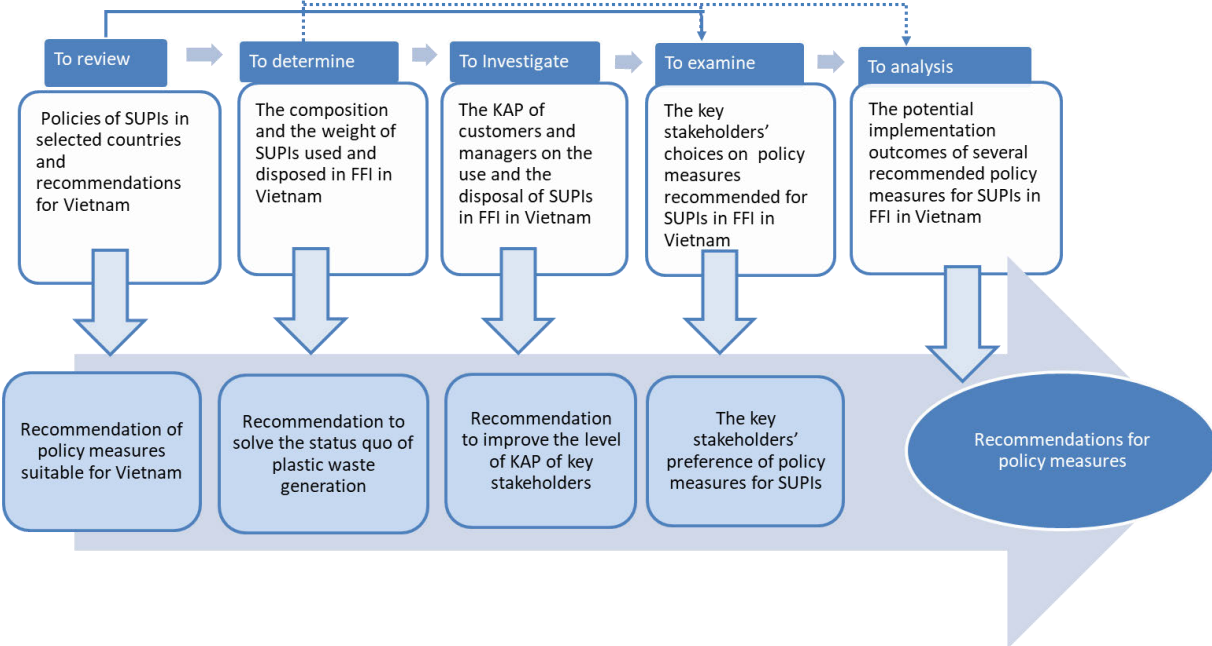 To review
Policies of SUPIs in
selected countries
and
recommendations
for Vietnam
To determine
The composition
and the weight of
SUPIs used and
disposed in FFI in
Vietnam
To Investigate
The KAP of
customers and
managers on the
use and the
disposal of SUPIs
in FFI in Vietnam
To examine
The key
stakeholders’
choices on policy
measures
recommended for
SUPIs in FFI in
Vietnam
To analysis
The potential
implementation
outcomes of several
recommended policy
measures for SUPIs in
FFI in Vietnam
Recommendation of
policy measures
suitable for Vietnam
Recommendation to
solve the status quo of
plastic waste
generation
Recommendation
to improve the level
of KAP of key
stakeholders
The key
stakeholders’
preference of policy
measures for SUPIs
Recommendations for
policy measures